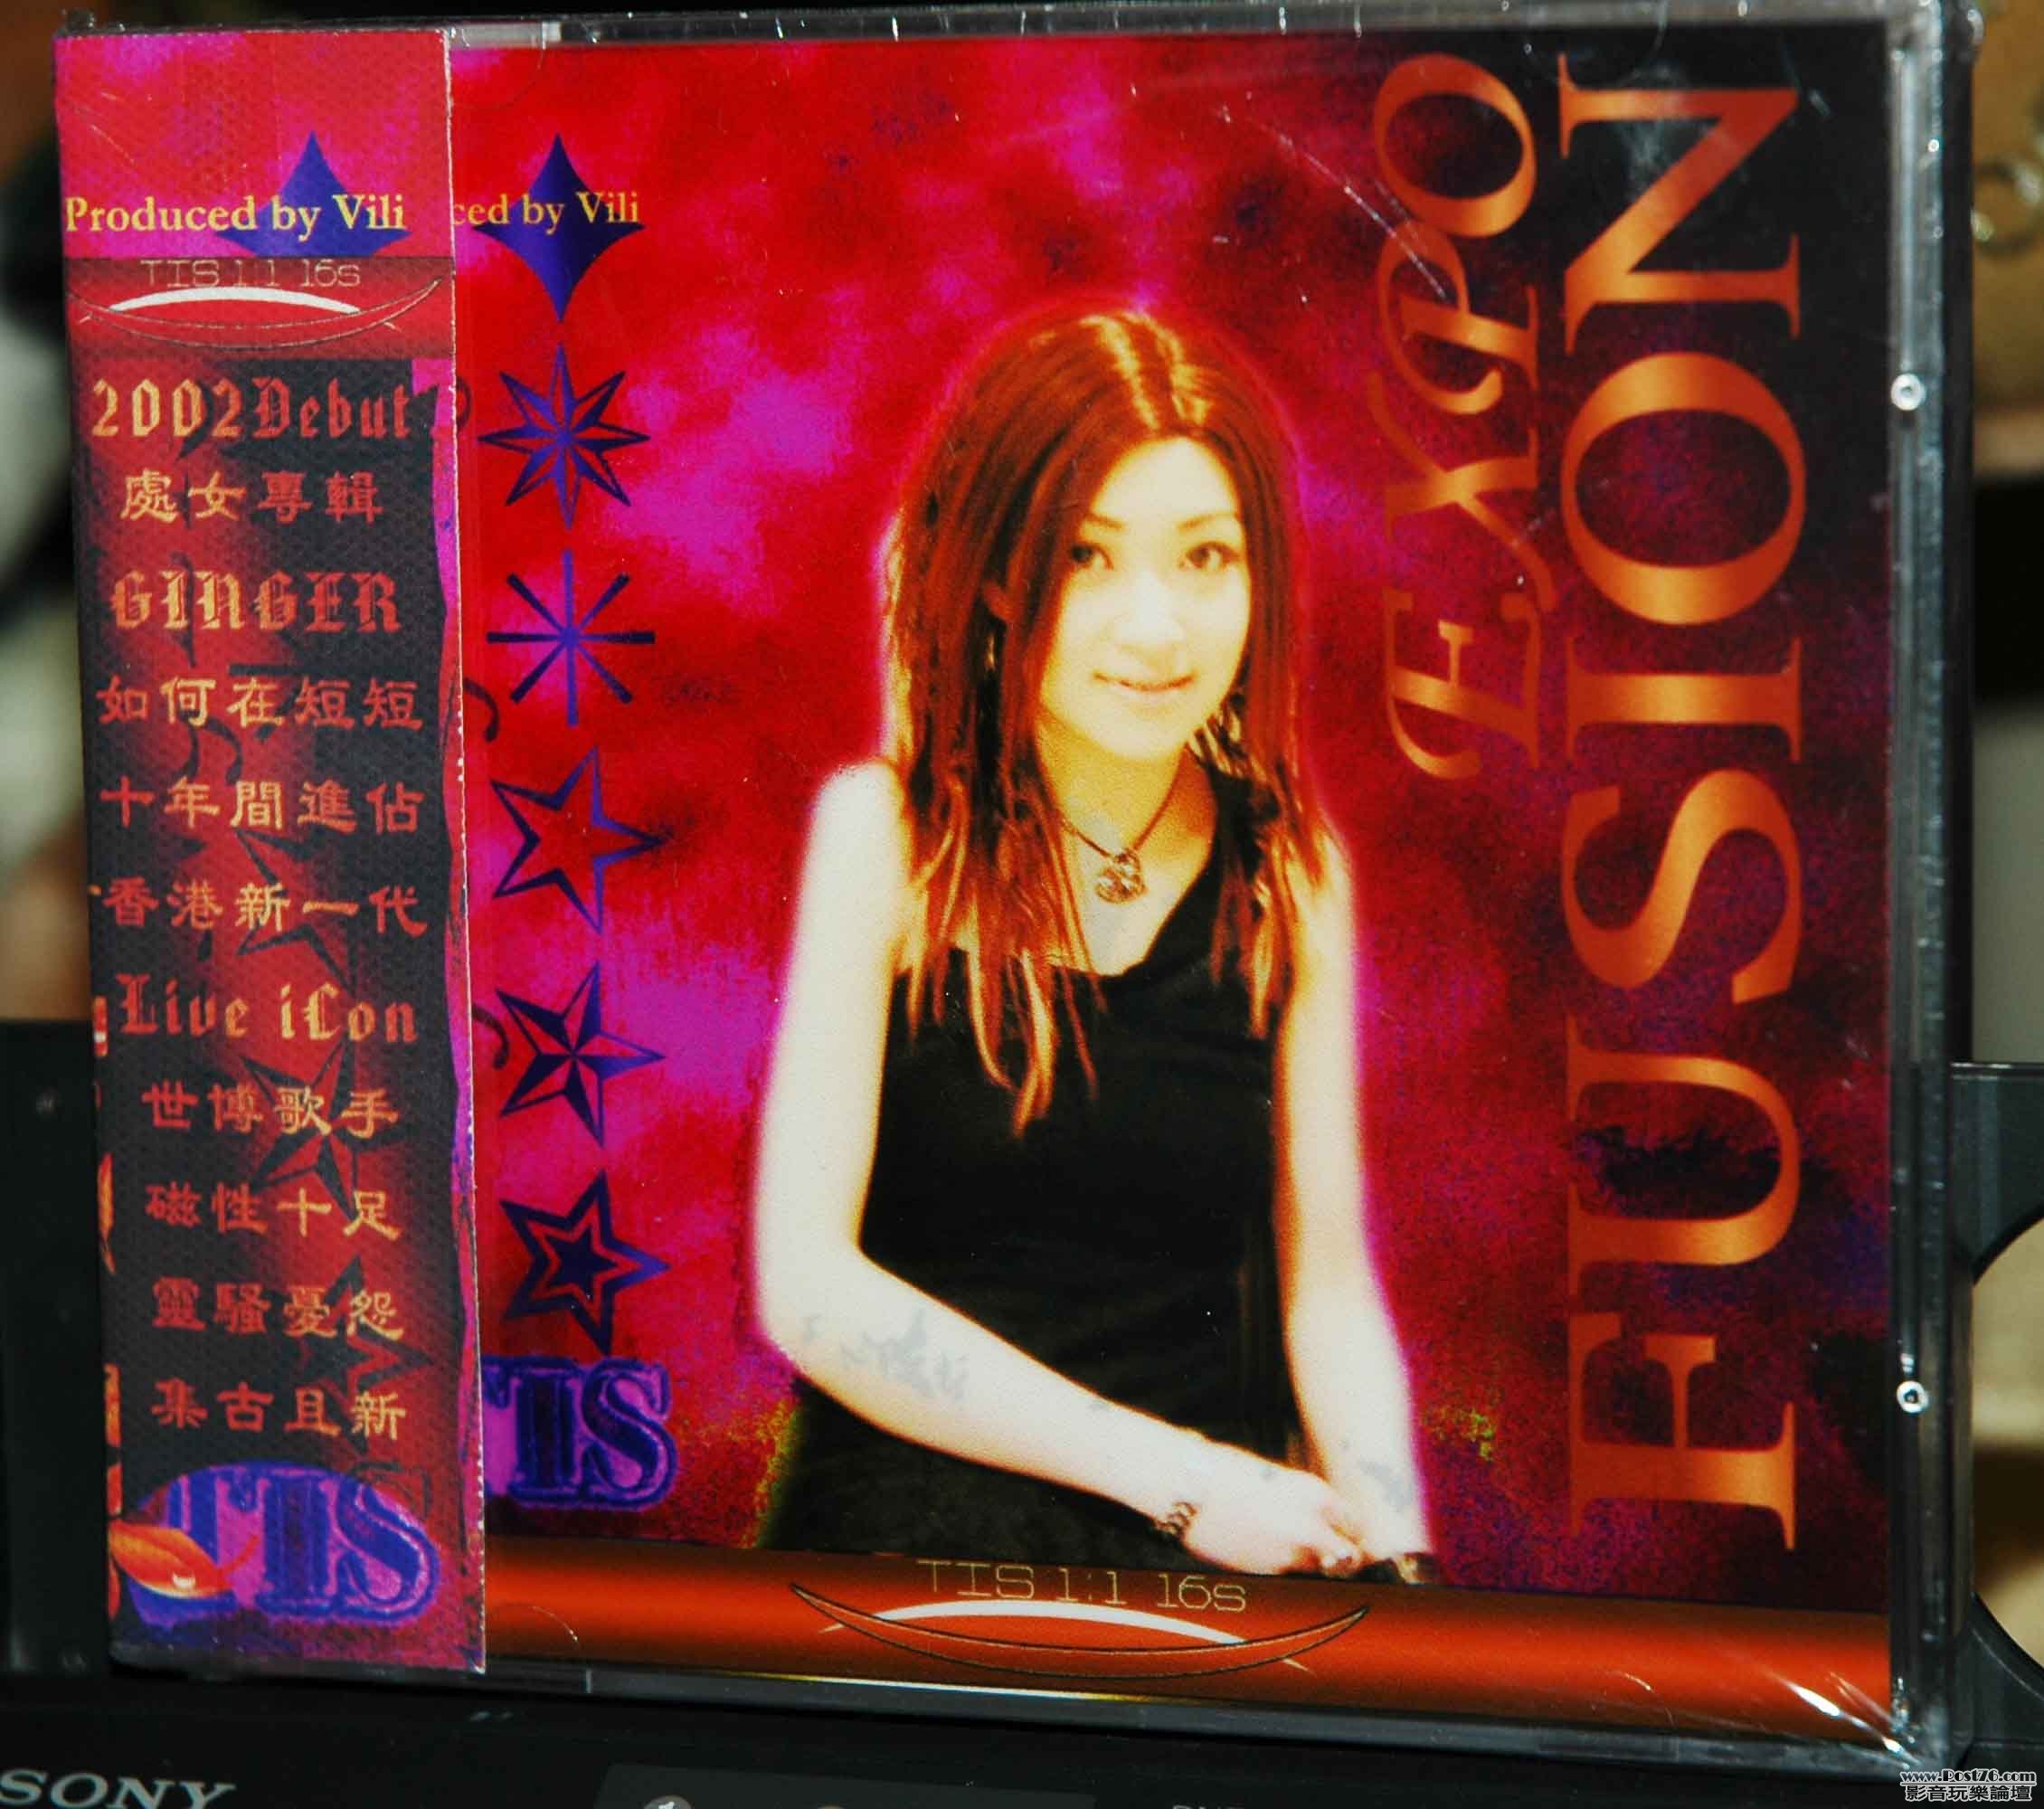 Produced by Vili
TIS 1:1 16s
2002Debut
處女專輯
GINGER
如何在短短
十年間進佔
香港新一代
Live iCon
世博歌手
磁性十足
靈騷憂怨
集古且新
TIS
ced by Vili
TIS
EXPO
FUSION
TIS 1:1 16s
SONY
www.Post76.com
影音玩樂論壇